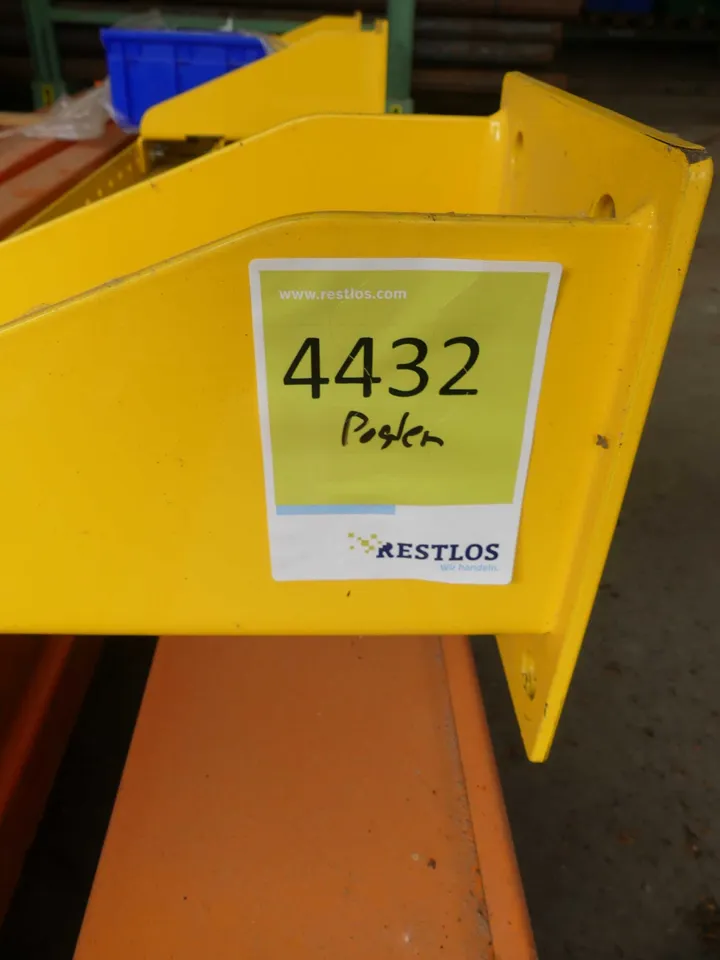 www.restlos.com
4432
Posten
RESTLOS
Wir handeln.